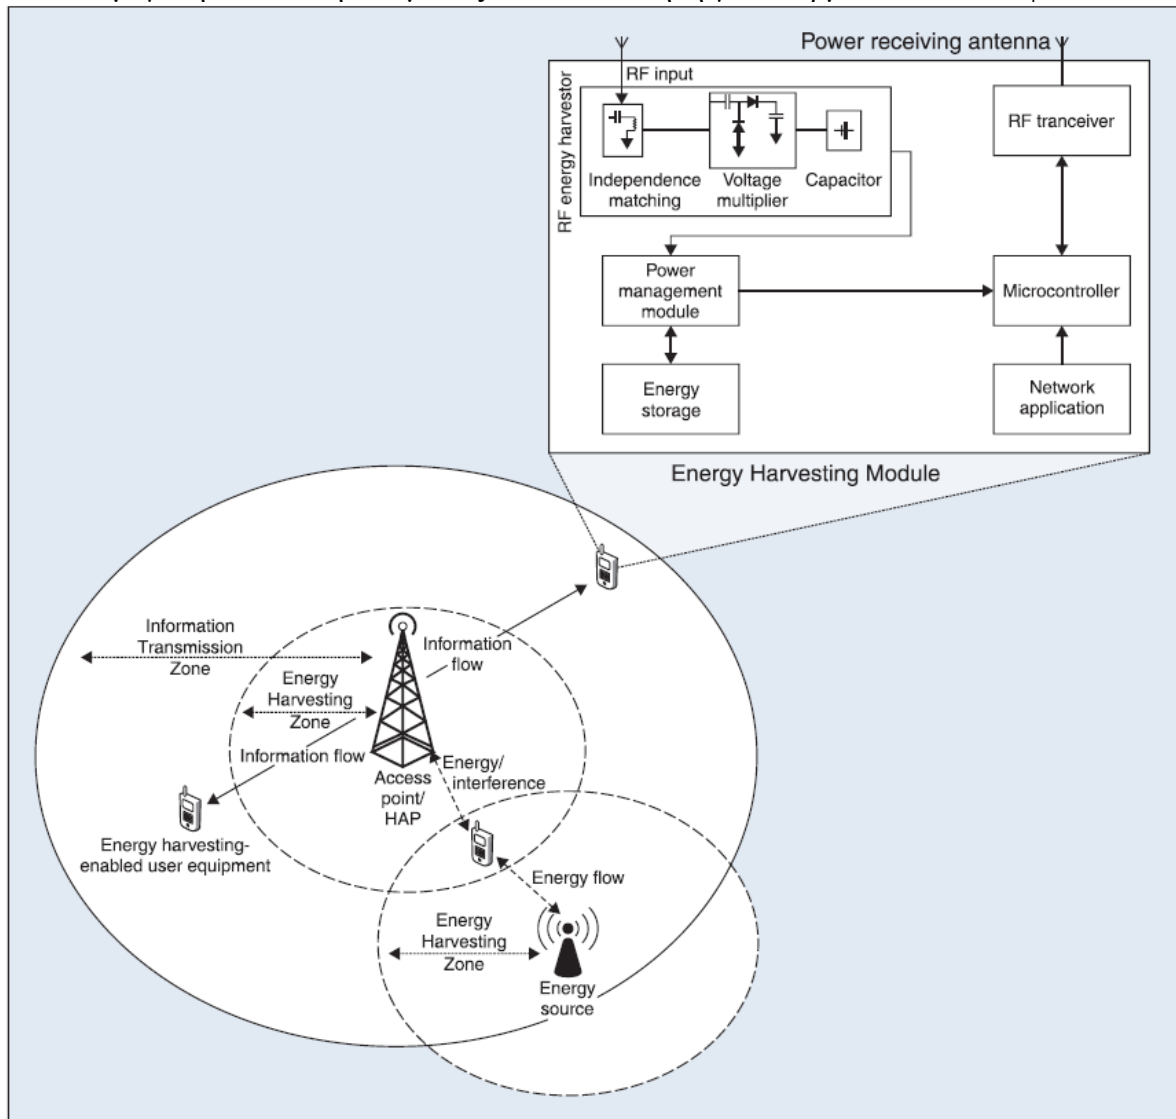 Power receiving antenna
RF input
RF energy harvestor
Independence
matching
Voltage
multiplier
Capacitor
RF tranceiver
Power
management
module
Microcontroller
Energy
storage
Network
application
Energy Harvesting Module
Information
Transmission
Zone
Energy
Harvesting
Zone
Information
flow
Information flow
Access
point/
HAP
Energy/
interference
Energy harvesting-
enabled user equipment
Energy flow
Energy
Harvesting
Zone
Energy
source